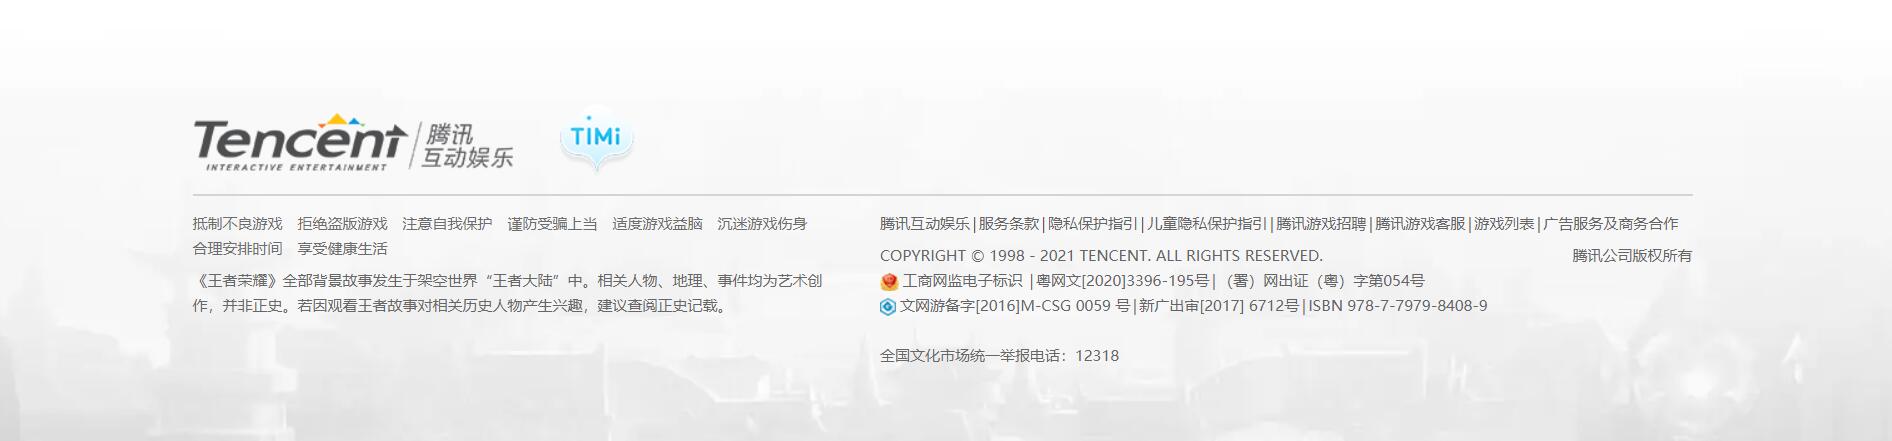 Tencent 腾讯
INTERACTIVE ENTERTAINMENT 互动娱乐
TiMi
抵制不良游戏 拒绝盗版游戏 注意自我保护 谨防受骗上当 适度游戏益脑 沉迷游戏伤身
合理安排时间 享受健康生活
《王者荣耀》全部背景故事发生于架空世界“王者大陆”中。相关人物、地理、事件均为艺术创
作，并非正史。若因观看王者故事对相关历史人物产生兴趣，建议查阅正史记载。
腾讯互动娱乐|服务条款|隐私保护指引|儿童隐私保护指引|腾讯游戏招聘|腾讯游戏客服|游戏列表|广告服务及商务合作
COPYRIGHT © 1998 - 2021 TENCENT. ALL RIGHTS RESERVED. 腾讯公司版权所有
工商网监电子标识 |粤网文[2020]3396-195号|（署）网出证（粤）字第054号
文网游备字[2016]M-CSG 0059 号|新广出审[2017] 6712号|ISBN 978-7-7979-8408-9
全国文化市场统一举报电话：12318